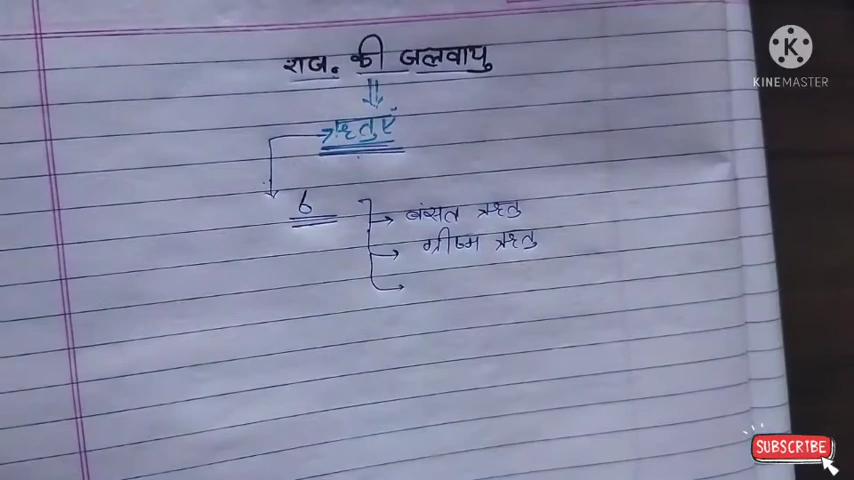 राज. की जलवायु
ऋतुएं
6
बंसत ऋतु
ग्रीष्म ऋतु
KINEMASTER
SUBSCRIBE